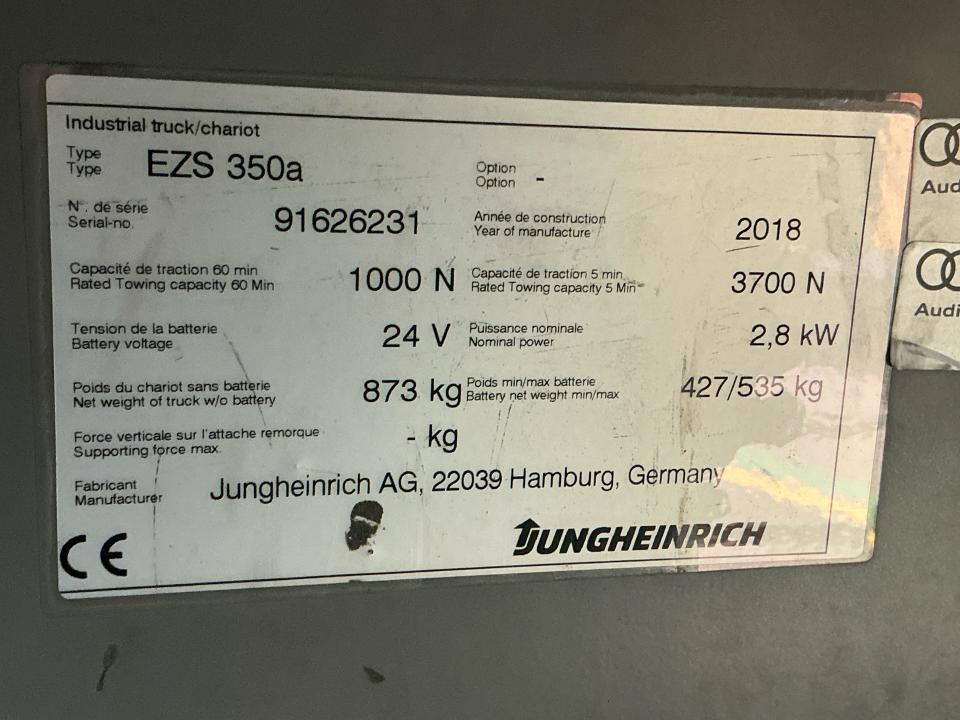 Industrial truck/chariot
Type
Type
EZS 350a
Option
Option
-
N°. de série
Serial-no.
91626231
Année de construction
Year of manufacture
2018
Capacité de traction 60 min
Rated Towing capacity 60 Min
1000 N
Capacité de traction 5 min
Rated Towing capacity 5 Min
3700 N
Tension de la batterie
Battery voltage
24 V
Puissance nominale
Nominal power
2,8 kW
Poids du chariot sans batterie
Net weight of truck w/o battery
873 kg
Poids min/max batterie
Battery net weight min/max
427/535 kg
Force verticale sur l'attache remorque
Supporting force max.
- kg
Fabricant
Manufacturer
Jungheinrich AG, 22039 Hamburg, Germany
CE
JUNGHEINRICH
Aud
Audi